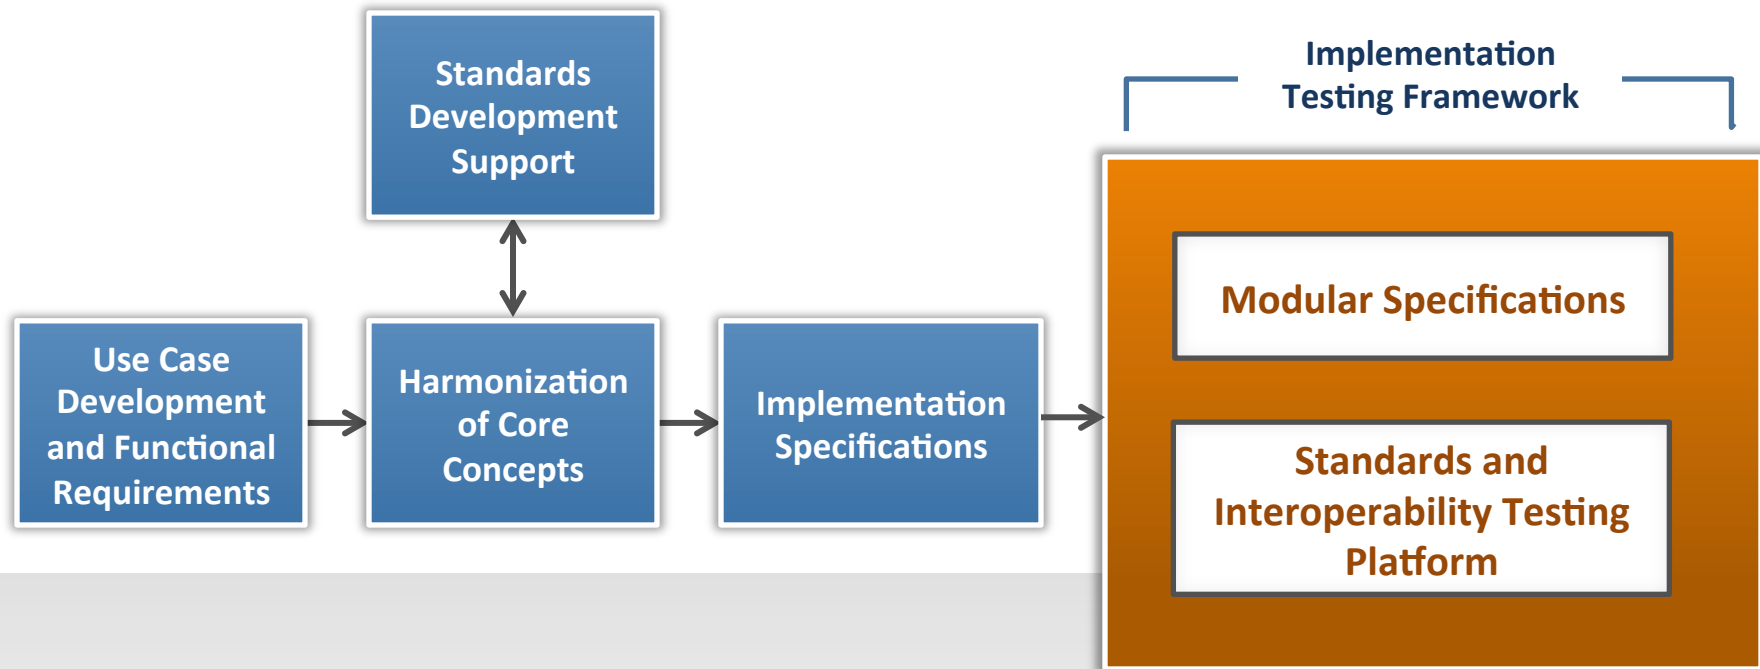 Standards
Development
Support
Implementation
Testing Framework
Modular Specifications
Use Case
Development
and Functional
Requirements
Harmonization
of Core
Concepts
Implementation
Specifications
Standards and
Interoperability Testing
Platform